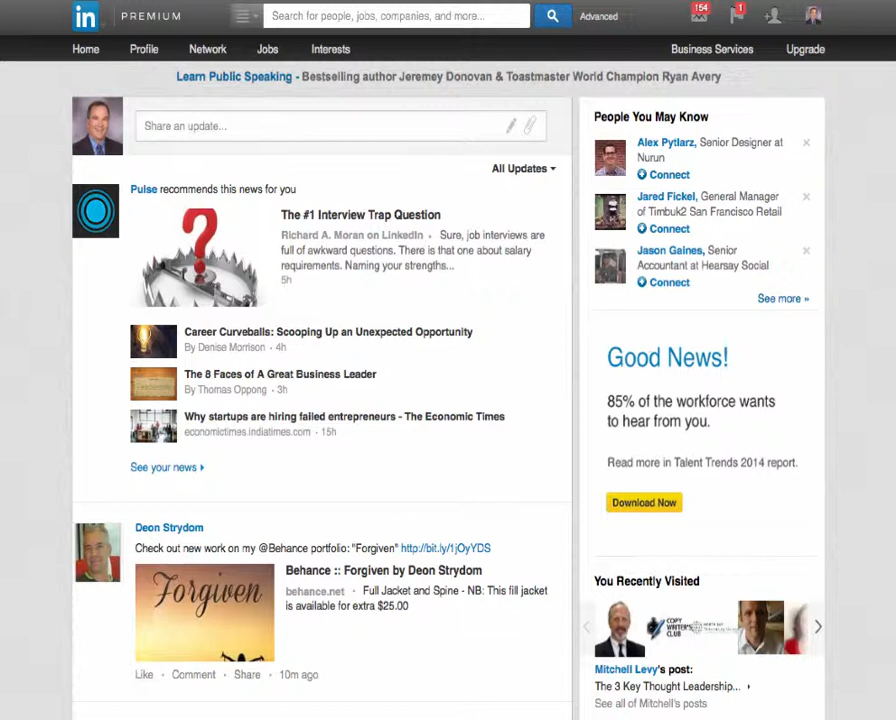 in PREMIUM Search for people, jobs, companies, and more... Advanced 154 1
Home Profile Network Jobs Interests Business Services Upgrade
Learn Public Speaking - Bestselling author Jeremey Donovan & Toastmaster World Champion Ryan Avery
Share an update...
All Updates
Pulse recommends this news for you
The #1 Interview Trap Question
Richard A. Moran on LinkedIn • Sure, job interviews are
full of awkward questions. There is that one about salary
requirements. Naming your strengths...
5h
Career Curveballs: Scooping Up an Unexpected Opportunity
By Denise Morrison • 4h
The 8 Faces of A Great Business Leader
By Thomas Oppong • 3h
Why startups are hiring failed entrepreneurs - The Economic Times
economictimes.indiatimes.com • 15h
See your news
Deon Strydom
Check out new work on my @Behance portfolio: "Forgiven" http://bit.ly/1jOyYDS
Forgiven
Behance :: Forgiven by Deon Strydom
behance.net • Full Jacket and Spine - NB: This fill jacket
is available for extra $25.00
Like • Comment • Share • 10m ago
People You May Know
Alex Pytlarz, Senior Designer at
Nurun
Connect
Jared Fickel, General Manager
of Timbuk2 San Francisco Retail
Connect
Jason Gaines, Senior
Accountant at Hearsay Social
Connect
See more »
Good News!
85% of the workforce wants
to hear from you.
Read more in Talent Trends 2014 report.
Download Now
You Recently Visited
COPY
WRITER'S
CLUB
Mitchell Levy's post:
The 3 Key Thought Leadership...
See all of Mitchell's posts